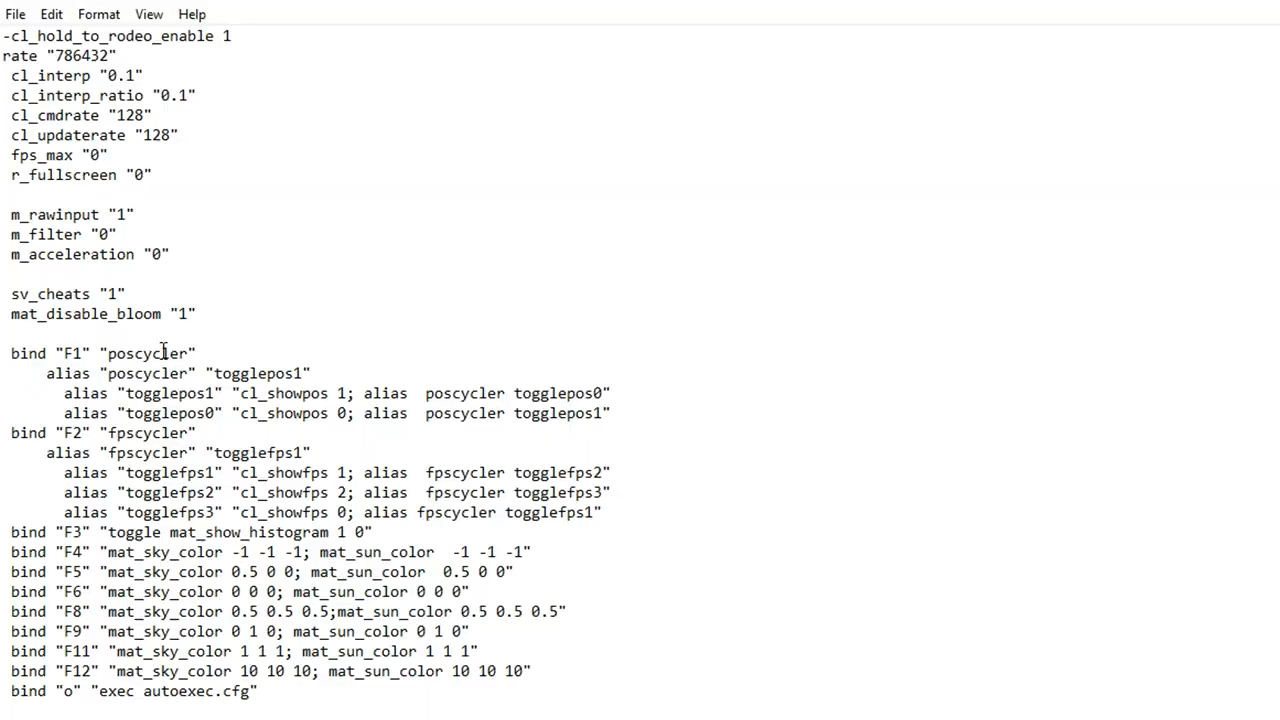 File Edit Format View Help
-cl_hold_to_rodeo_enable 1
rate "786432"
cl_interp "0.1"
cl_interp_ratio "0.1"
cl_cmdrate "128"
cl_updaterate "128"
fps_max "0"
r_fullscreen "0"
m_rawinput "1"
m_filter "0"
m_acceleration "0"
sv_cheats "1"
mat_disable_bloom "1"
bind "F1" "poscycler"
alias "poscycler" "togglepos1"
alias "togglepos1" "cl_showpos 1; alias  poscycler togglepos0"
alias "togglepos0" "cl_showpos 0; alias  poscycler togglepos1"
bind "F2" "fpscycler"
alias "fpscycler" "togglefps1"
alias "togglefps1" "cl_showfps 1; alias  fpscycler togglefps2"
alias "togglefps2" "cl_showfps 2; alias  fpscycler togglefps3"
alias "togglefps3" "cl_showfps 0; alias fpscycler togglefps1"
bind "F3" "toggle mat_show_histogram 1 0"
bind "F4" "mat_sky_color -1 -1 -1; mat_sun_color  -1 -1 -1"
bind "F5" "mat_sky_color 0.5 0 0; mat_sun_color  0.5 0 0"
bind "F6" "mat_sky_color 0 0 0; mat_sun_color 0 0 0"
bind "F8" "mat_sky_color 0.5 0.5 0.5;mat_sun_color 0.5 0.5 0.5"
bind "F9" "mat_sky_color 0 1 0; mat_sun_color 0 1 0"
bind "F11" "mat_sky_color 1 1 1; mat_sun_color 1 1 1"
bind "F12" "mat_sky_color 10 10 10; mat_sun_color 10 10 10"
bind "o" "exec autoexec.cfg"